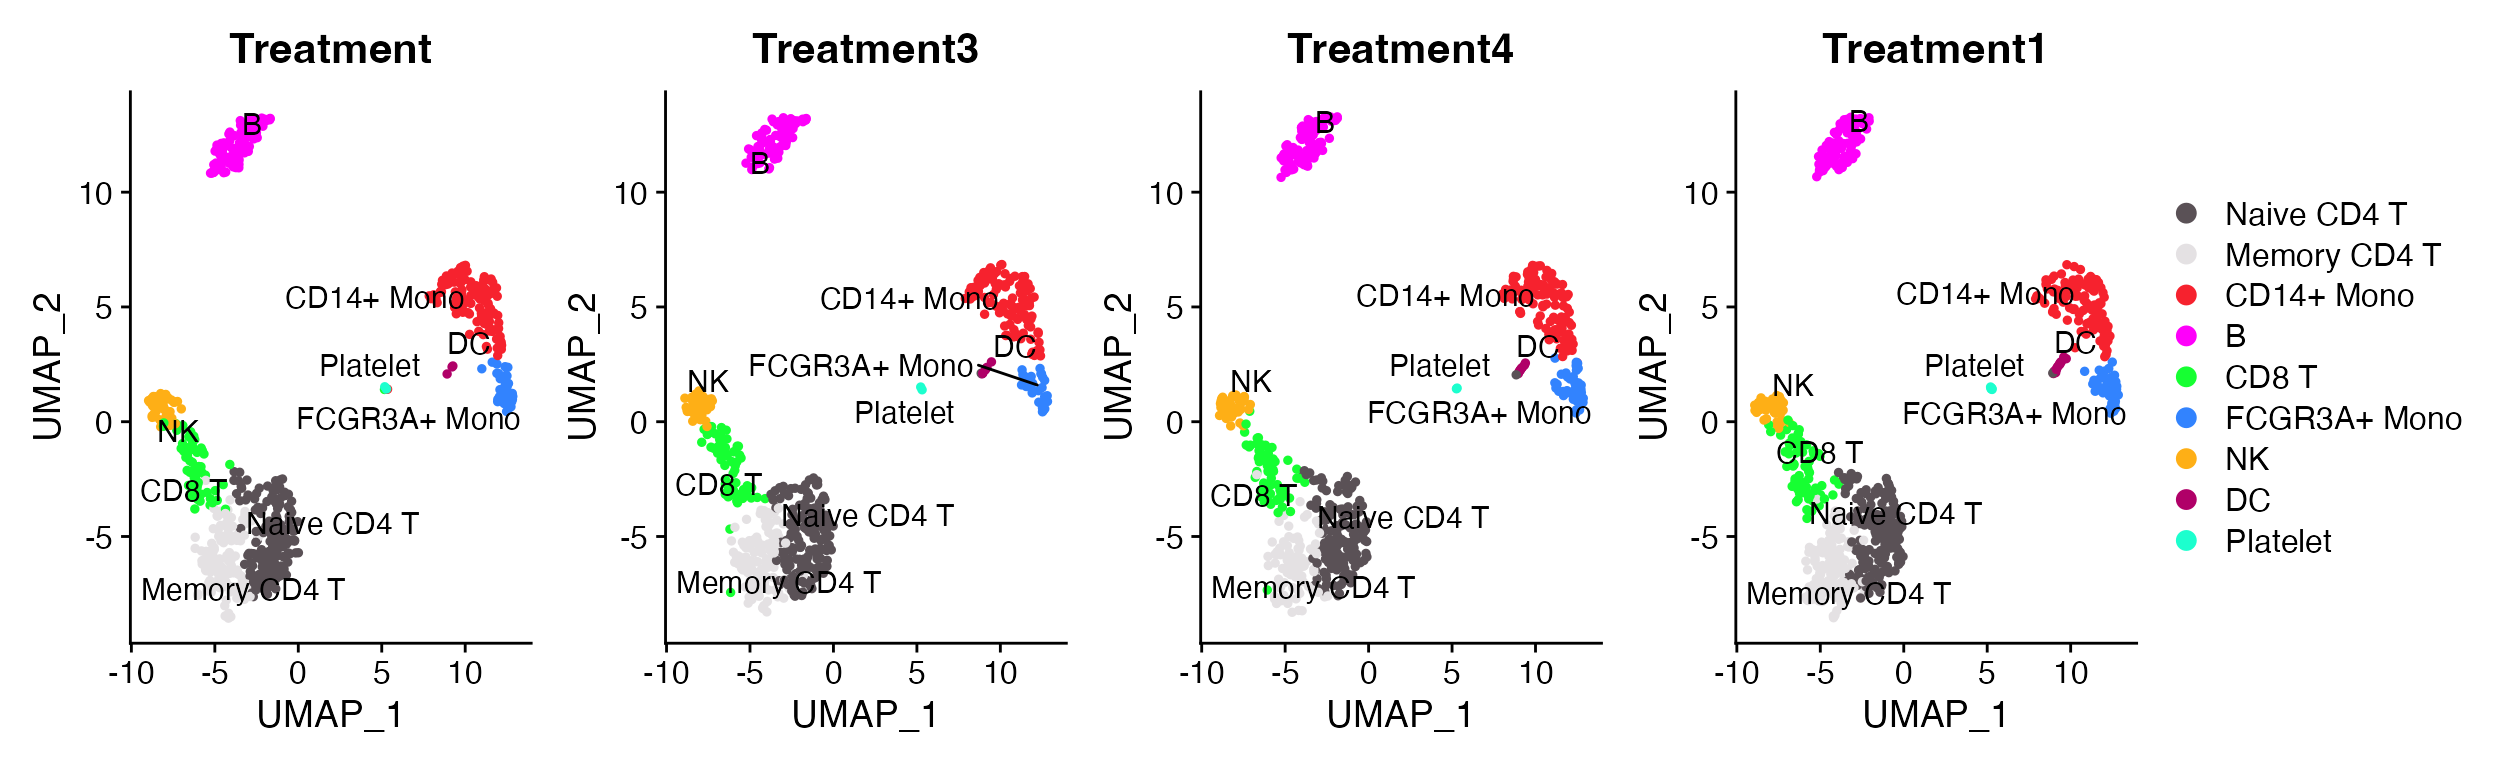 Treatment
Treatment3
Treatment4
Treatment1
UMAP_2
10
5
0
-5
-10
-5
0
5
10
UMAP_1
B
CD14+ Mono
DC
Platelet
FCGR3A+ Mono
NK
CD8 T
Naive CD4 T
Memory CD4 T
UMAP_2
10
5
0
-5
-10
-5
0
5
10
UMAP_1
B
CD14+ Mono
DC
FCGR3A+ Mono
NK
Platelet
CD8 T
Naive CD4 T
Memory CD4 T
UMAP_2
10
5
0
-5
-10
-5
0
5
10
UMAP_1
B
CD14+ Mono
DC
Platelet
NK
FCGR3A+ Mono
CD8 T
Naive CD4 T
Memory CD4 T
UMAP_2
10
5
0
-5
-10
-5
0
5
10
UMAP_1
B
CD14+ Mono
DC
Platelet
NK
FCGR3A+ Mono
CD8 T
Naive CD4 T
Memory CD4 T
Naive CD4 T
Memory CD4 T
CD14+ Mono
B
CD8 T
FCGR3A+ Mono
NK
DC
Platelet